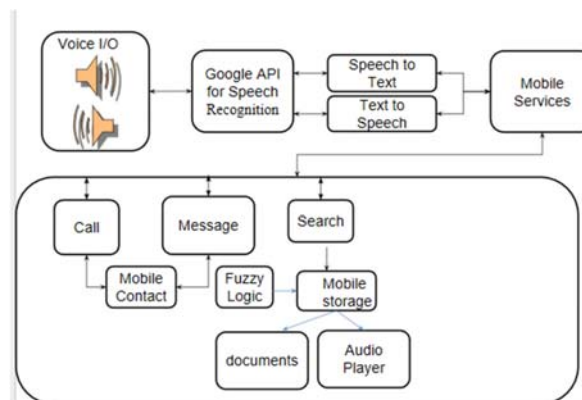 Voice I/O
Google API
for Speech
Recognition
Speech to
Text
Text to
Speech
Mobile
Services
Call
Message
Search
Mobile
Contact
Fuzzy
Logic
Mobile
storage
documents
Audio
Player